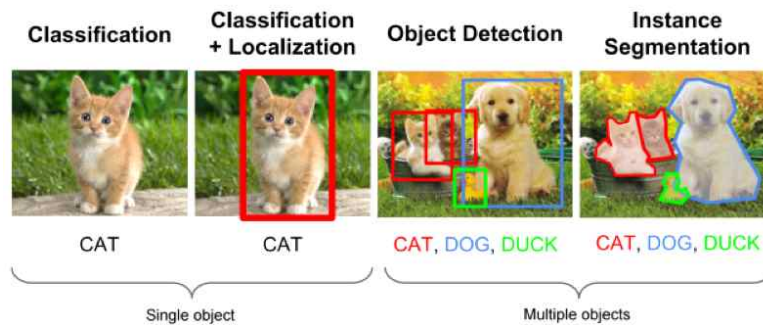 Classification
Classification
+ Localization
Object Detection
Instance
Segmentation
CAT
CAT
CAT, DOG, DUCK
CAT, DOG, DUCK
Single object
Multiple objects